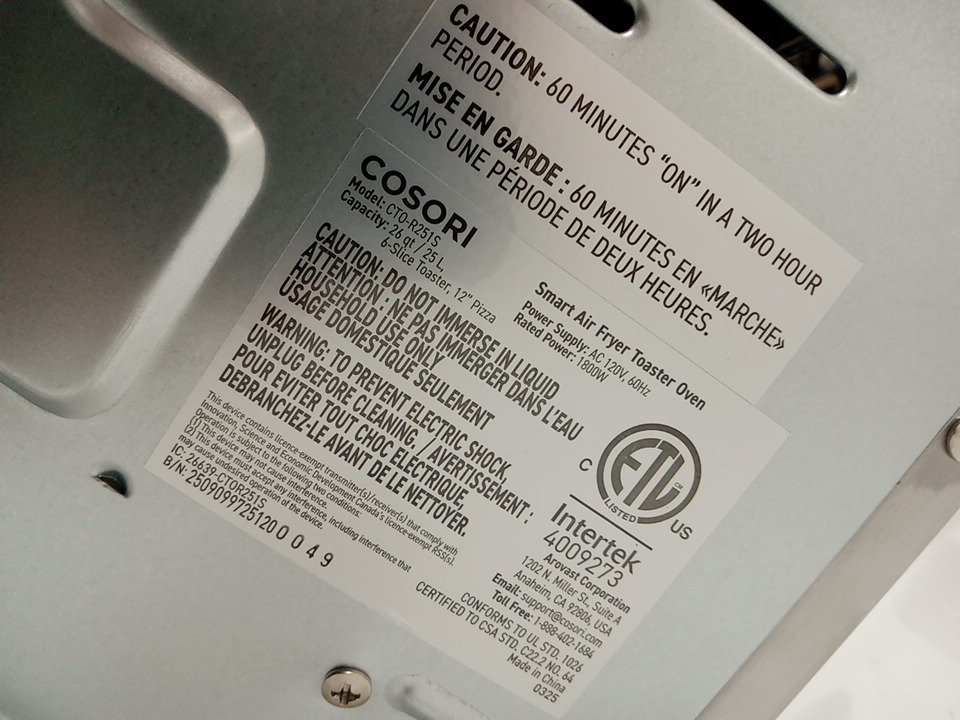 CAUTION: 60 MINUTES "ON" IN A TWO HOUR
PERIOD.
MISE EN GARDE : 60 MINUTES EN «MARCHE»
DANS UNE PÉRIODE DE DEUX HEURES.
COSORI
Model: CTO-R251S
Capacity: 26 qt / 25 L,
6-Slice Toaster, 12" Pizza
Smart Air Fryer Toaster Oven
Power Supply: AC 120V, 60Hz
Rated Power: 1800W
CAUTION: DO NOT IMMERSE IN LIQUID
ATTENTION : NE PAS IMMERGER DANS L'EAU
HOUSEHOLD USE ONLY
USAGE DOMESTIQUE SEULEMENT
WARNING: TO PREVENT ELECTRIC SHOCK,
UNPLUG BEFORE CLEANING. / AVERTISSEMENT :
POUR EVITER TOUT CHOC ELECTRIQUE,
DEBRANCHEZ-LE AVANT DE LE NETTOYER.
This device contains licence-exempt transmitter(s)/receiver(s) that comply with
Innovation, Science and Economic Development Canada's licence-exempt RSS(s).
Operation is subject to the following two conditions:
(1) This device may not cause interference.
(2) This device must accept any interference, including interference that
may cause undesired operation of the device.
IC: 26639-CTOR251S
B/N: 2509099725120 0 0 4 9
C ETL CM US
LISTED
Intertek
4009273
Arovast Corporation
1202 N. Miller St., Suite A
Anaheim, CA 92806, USA
Email: support@cosori.com
Toll Free: 1-888-402-1684
CONFORMS TO UL STD. 1026
CERTIFIED TO CSA STD. C22.2 NO. 64
Made in China
0325